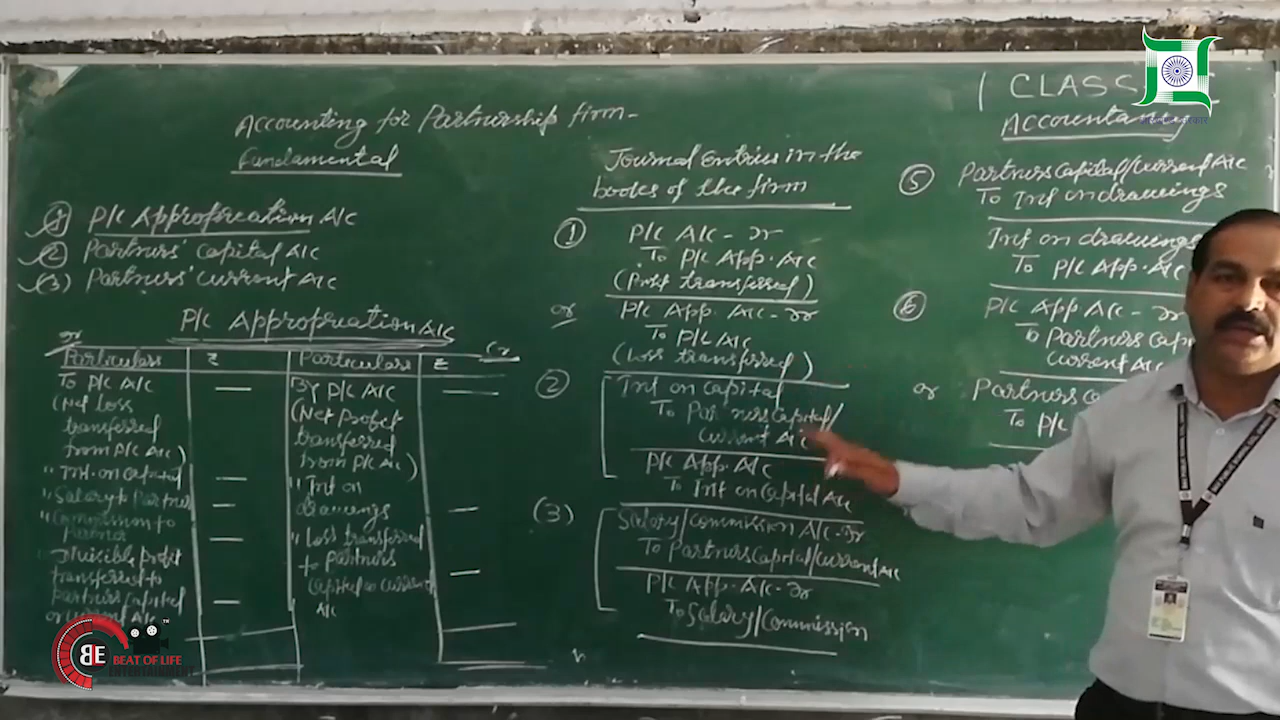 Accounting for Partnership firm-
Fundamental
(1) P/L Appropreation A/c
(2) Partners' Capital A/c
(3) Partners' Current A/c
P/L Appropreation A/c
Dr
Cr
Particulars ₹ Particulars ₹
To P/L A/c
(Net Loss
transferred
from P/L A/c)
" Int. on Capital
" Salary to Partner
" Commission to
Partner
" Divisible profit
transferred to
partners capital
or current A/c
By P/L A/c
(Net Profit
transferred
from P/L A/c)
" Int on
drawings
" Loss transferred
to partners
capital or current
A/c
Journal entries in the
books of the firm
(1) P/L A/c - Dr
To P/L App. A/c
(Profit transferred)
or P/L App. A/c - Dr
To P/L A/c
(Loss transferred)
(2) Int on Capital
To Partners Capital/
Current A/c
P/L App. A/c
To Int on Capital A/c
(3) Salary/Commission A/c - Dr
To Partners Capital/Current A/c
P/L App. A/c - Dr
To Salary/Commission
CLASS
Accountancy
(5) Partners Capital/Current A/c
To Int on drawings
Int on drawings
To P/L App. A/c
(6) P/L App A/c - Dr
To Partners
Current A/c
or Partners
To P/L
BE
BEAT OF LIFE
ENTERTAINMENT
TM